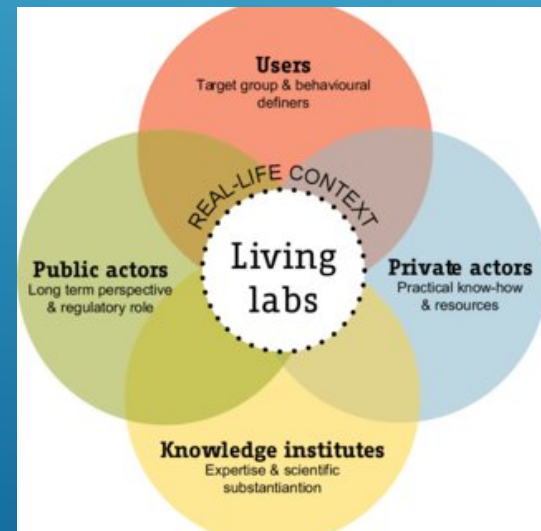 Users
Target group & behavioural
definers
REAL-LIFE CONTEXT
Living
labs
Public actors
Long term perspective
& regulatory role
Private actors
Practical know-how
& resources
Knowledge institutes
Expertise & scientific
substantiantion